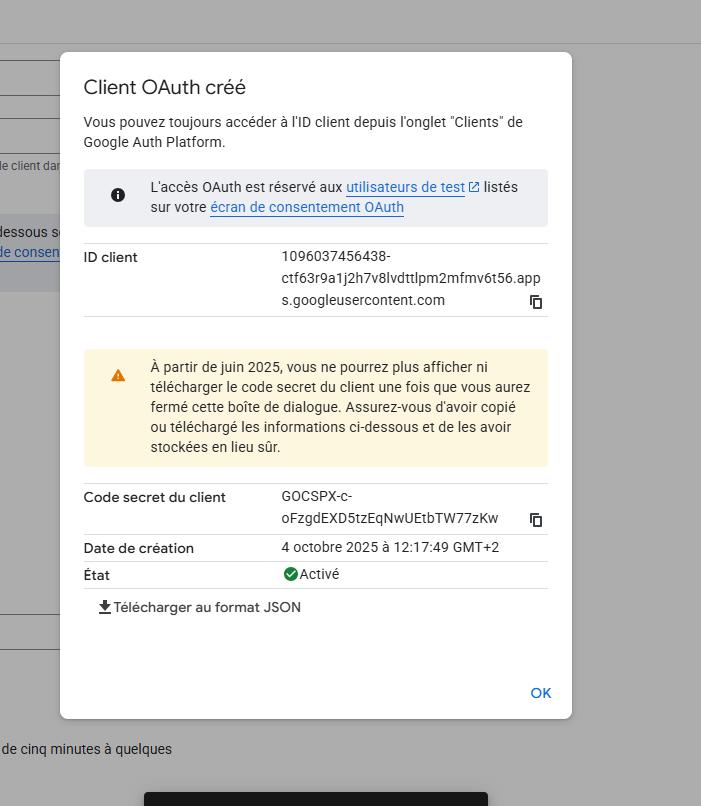 Client OAuth créé
Vous pouvez toujours accéder à l'ID client depuis l'onglet "Clients" de
Google Auth Platform.
le client dan
L'accès OAuth est réservé aux utilisateurs de test listés
sur votre écran de consentement OAuth
dessous s
de consen
ID client
1096037456438-
ctf63r9a1j2h7v8lvdttlpm2mfmv6t56.app
s.googleusercontent.com
À partir de juin 2025, vous ne pourrez plus afficher ni
télécharger le code secret du client une fois que vous aurez
fermé cette boîte de dialogue. Assurez-vous d'avoir copié
ou téléchargé les informations ci-dessous et de les avoir
stockées en lieu sûr.
Code secret du client
GOCSPX-c-
oFzgdEXD5tzEqNwUEtbTW77zKw
Date de création
4 octobre 2025 à 12:17:49 GMT+2
État
Activé
Télécharger au format JSON
OK
de cinq minutes à quelques